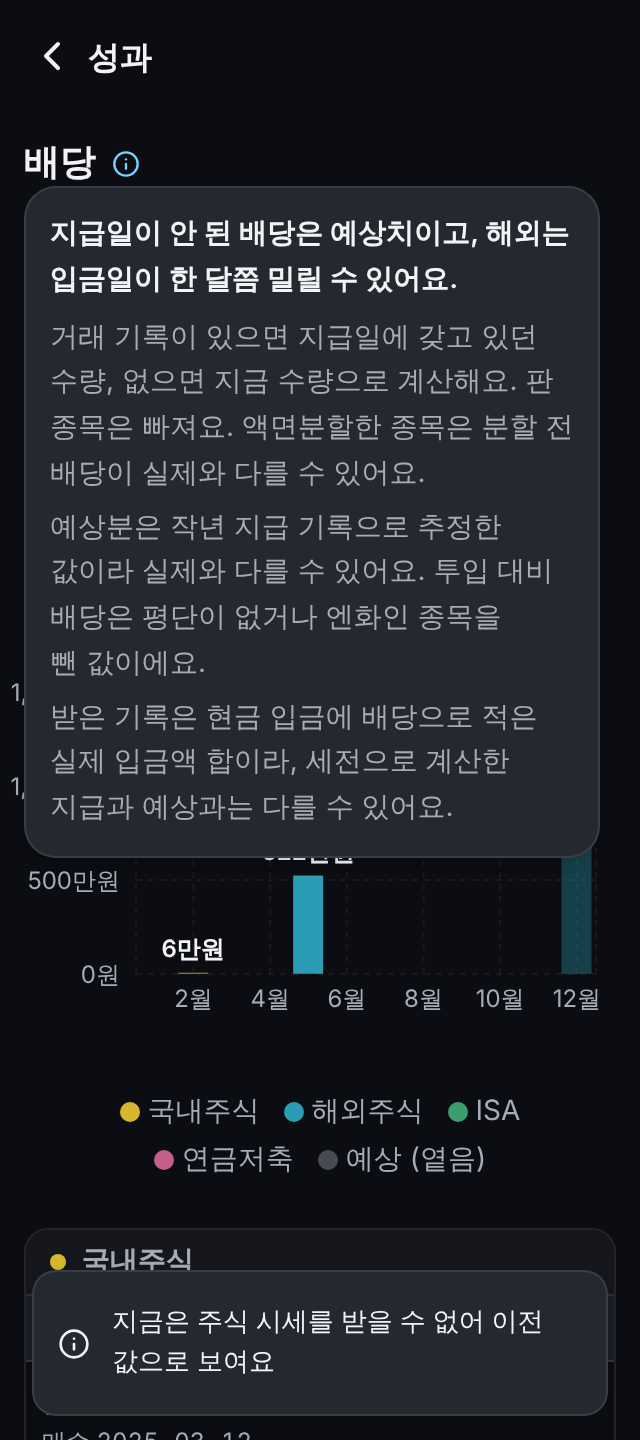 성과
배당
지급일이 안 된 배당은 예상치이고, 해외는
입금일이 한 달쯤 밀릴 수 있어요.
거래 기록이 있으면 지급일에 갖고 있던
수량, 없으면 지금 수량으로 계산해요. 판
종목은 빠져요. 액면분할한 종목은 분할 전
배당이 실제와 다를 수 있어요.
예상분은 작년 지급 기록으로 추정한
값이라 실제와 다를 수 있어요. 투입 대비
배당은 평단이 없거나 엔화인 종목을
뺀 값이에요.
받은 기록은 현금 입금에 배당으로 적은
실제 입금액 합이라, 세전으로 계산한
지급과 예상과는 다를 수 있어요.
500만원
6만원
0원
2월 4월 6월 8월 10월 12월
국내주식 해외주식 ISA
연금저축 예상 (옅음)
국내주식
지금은 주식 시세를 받을 수 없어 이전
값으로 보여요